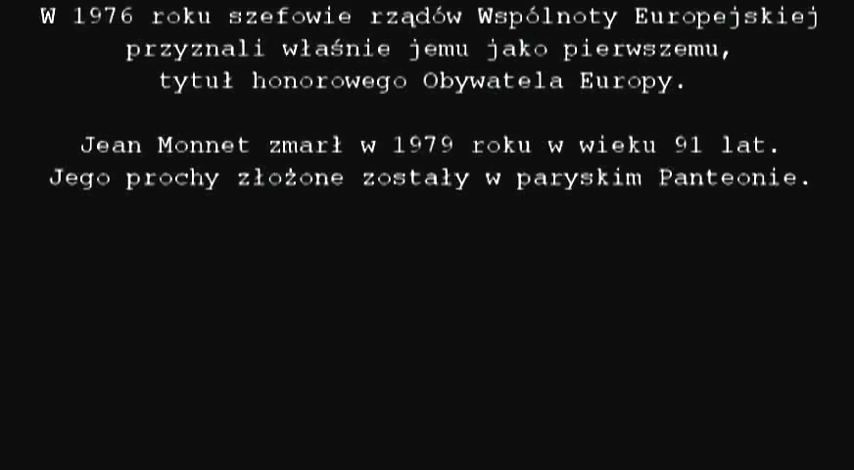 W 1976 roku szefowie rządów Wspólnoty Europejskiej
przyznali właśnie jemu jako pierwszemu,
tytuł honorowego Obywatela Europy.
Jean Monnet zmarł w 1979 roku w wieku 91 lat.
Jego prochy złożone zostały w paryskim Panteonie.